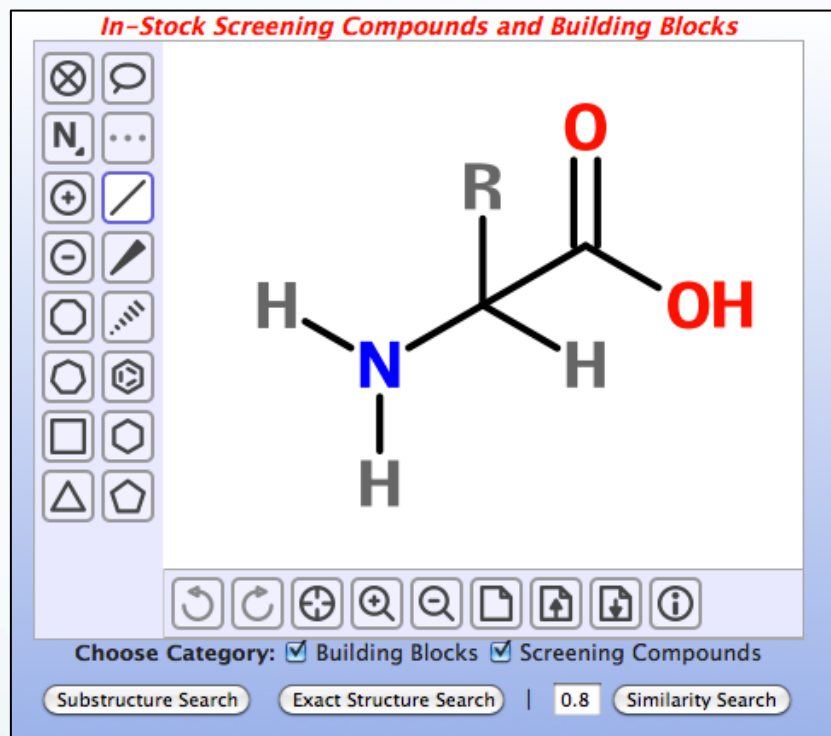 In-Stock Screening Compounds and Building Blocks
N
O
R
H
OH
N
H
H
Choose Category: Building Blocks Screening Compounds
Substructure Search Exact Structure Search | 0.8 Similarity Search